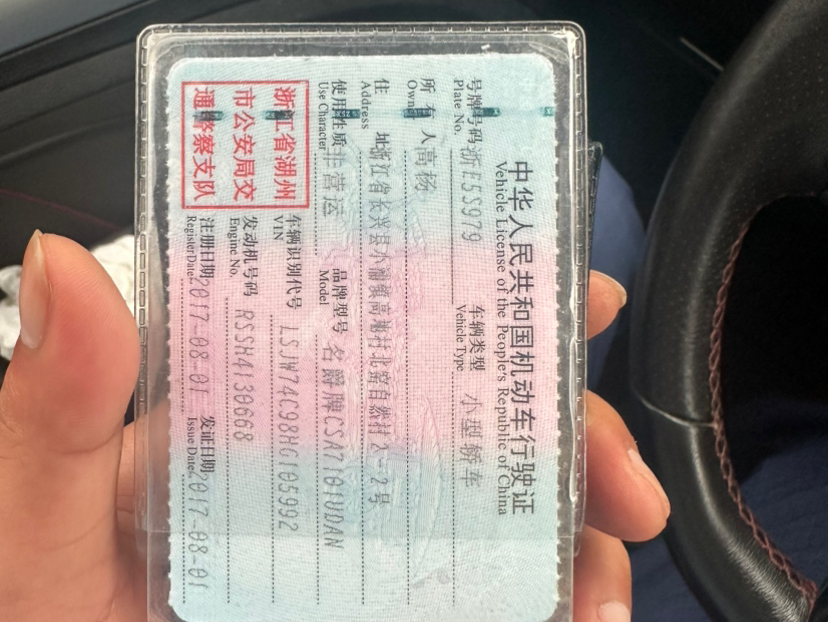 中华人民共和国机动车行驶证
Vehicle License of the People's Republic of China
号牌号码 浙E5S979 车辆类型 小型轿车
Plate No. Vehicle Type
所有人 高杨
Owner
住址 浙江省长兴县小浦镇高地村北窑自然村2-2号
Address
使用性质 非营运 品牌型号 名爵牌CSA7101UDAN
Use Character Model
浙江省湖州
市公安局交
通警察支队
车辆识别代号 LSJW74C98HG105992
VIN
发动机号码 RSSH4130668
Engine No.
注册日期 2017-08-01 发证日期 2017-08-01
Register Date Issue Date